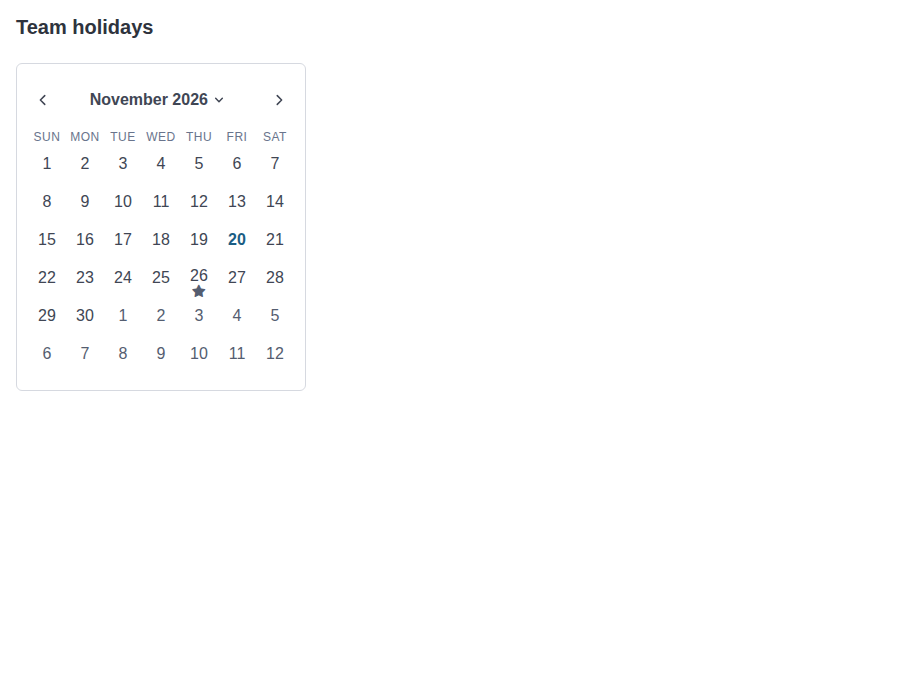 Team holidays
November 2026
SUN MON TUE WED THU FRI SAT
1 2 3 4 5 6 7
8 9 10 11 12 13 14
15 16 17 18 19 20 21
22 23 24 25 26 27 28
29 30 1 2 3 4 5
6 7 8 9 10 11 12